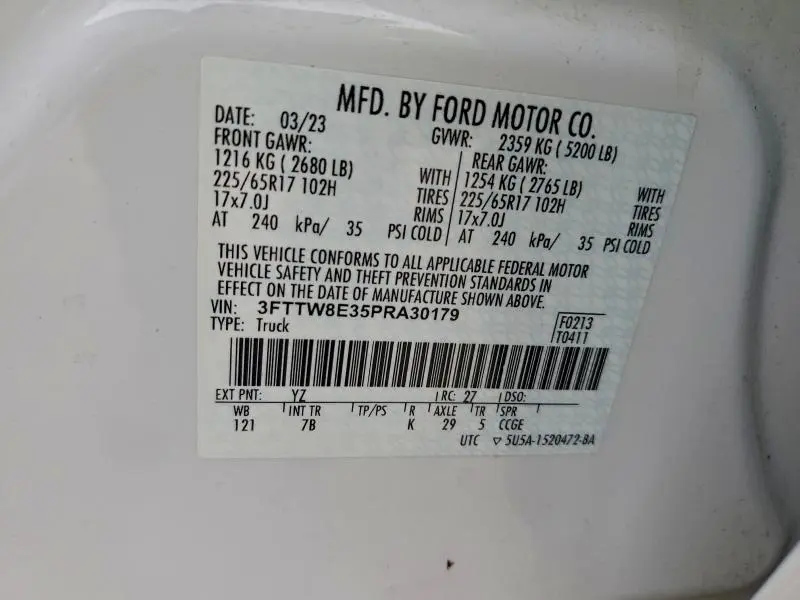 MFD. BY FORD MOTOR CO.
DATE: 03/23 GVWR: 2359 KG ( 5200 LB)
FRONT GAWR: REAR GAWR:
1216 KG ( 2680 LB) WITH 1254 KG ( 2765 LB) WITH
225/65R17 102H TIRES 225/65R17 102H TIRES
17x7.0J RIMS 17x7.0J RIMS
AT 240 kPa/ 35 PSI COLD AT 240 kPa/ 35 PSI COLD
THIS VEHICLE CONFORMS TO ALL APPLICABLE FEDERAL MOTOR
VEHICLE SAFETY AND THEFT PREVENTION STANDARDS IN
EFFECT ON THE DATE OF MANUFACTURE SHOWN ABOVE.
VIN: 3FTTW8E35PRA30179 F0213
TYPE: Truck T0411
EXT PNT: YZ RC: 27 DSO:
WB INT TR TP/PS R AXLE TR SPR
121 7B K 29 5 CCGE
UTC ▽ 5U5A-1520472-BA